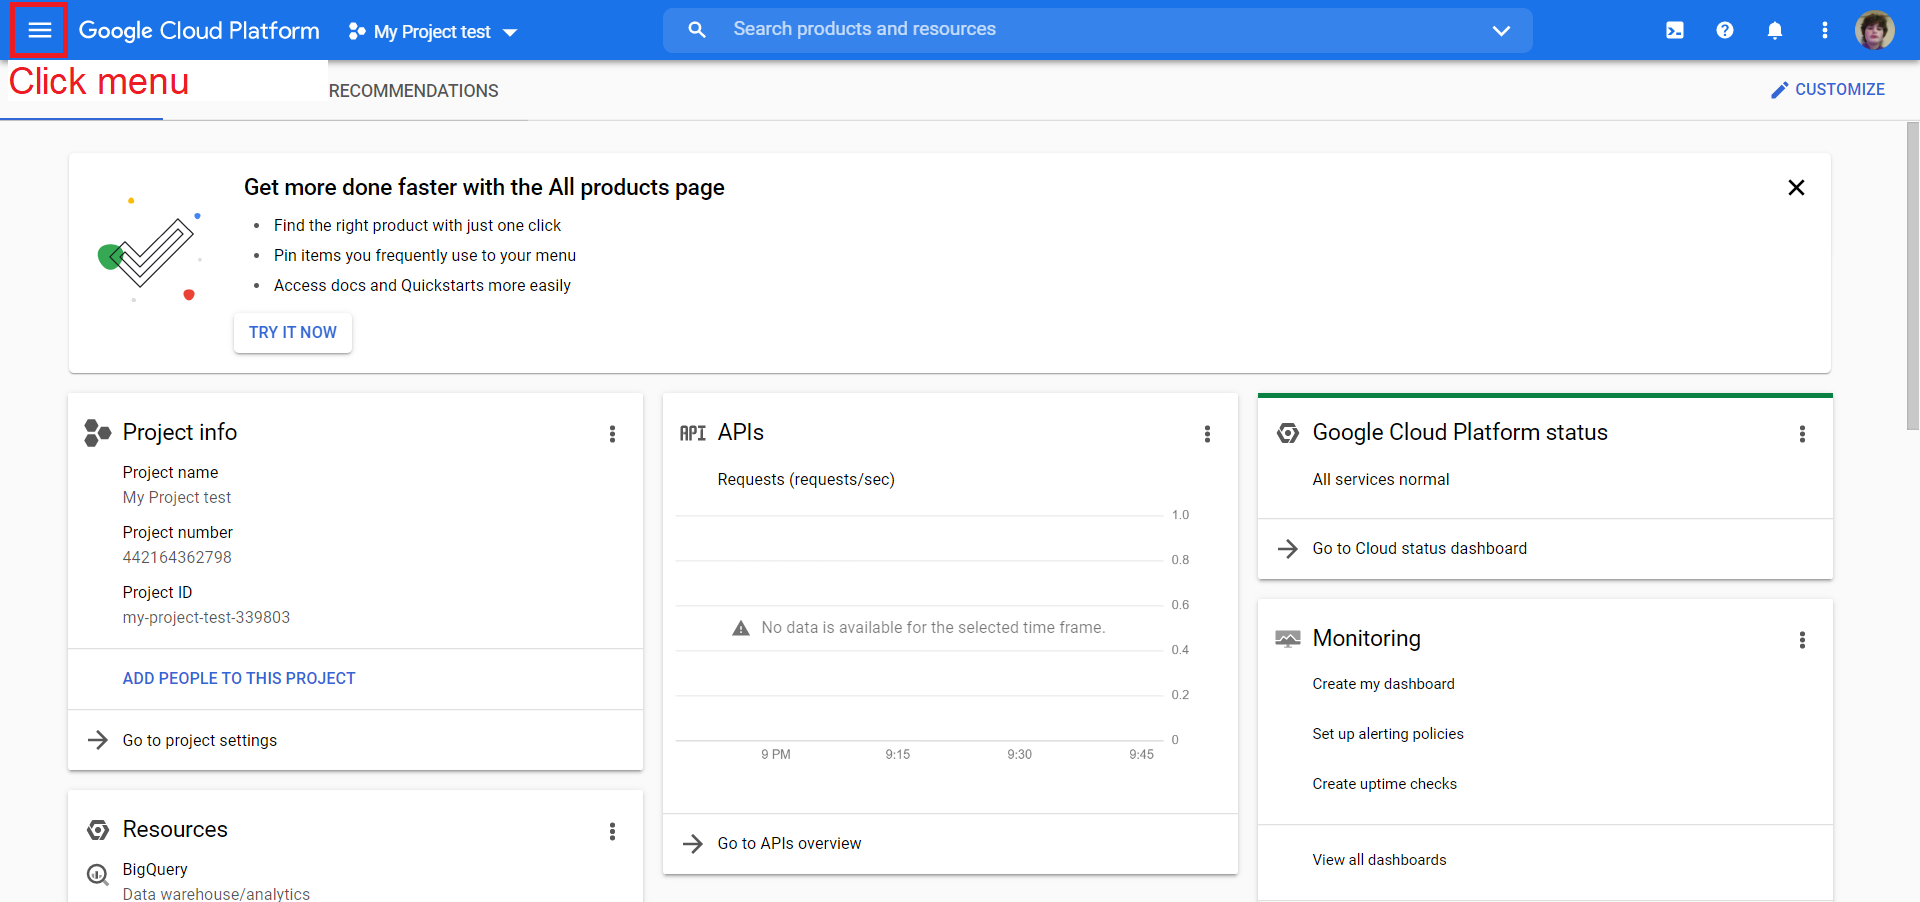 Google Cloud Platform
My Project test
Search products and resources
Click menu
RECOMMENDATIONS
CUSTOMIZE
Get more done faster with the All products page
Find the right product with just one click
Pin items you frequently use to your menu
Access docs and Quickstarts more easily
TRY IT NOW
Project info
Project name
My Project test
Project number
442164362798
Project ID
my-project-test-339803
ADD PEOPLE TO THIS PROJECT
Go to project settings
Resources
BigQuery
Data warehouse/analytics
API APIs
Requests (requests/sec)
1.0
0.8
0.6
No data is available for the selected time frame.
0.4
0.2
0
9 PM 9:15 9:30 9:45
Go to APIs overview
Google Cloud Platform status
All services normal
Go to Cloud status dashboard
Monitoring
Create my dashboard
Set up alerting policies
Create uptime checks
View all dashboards